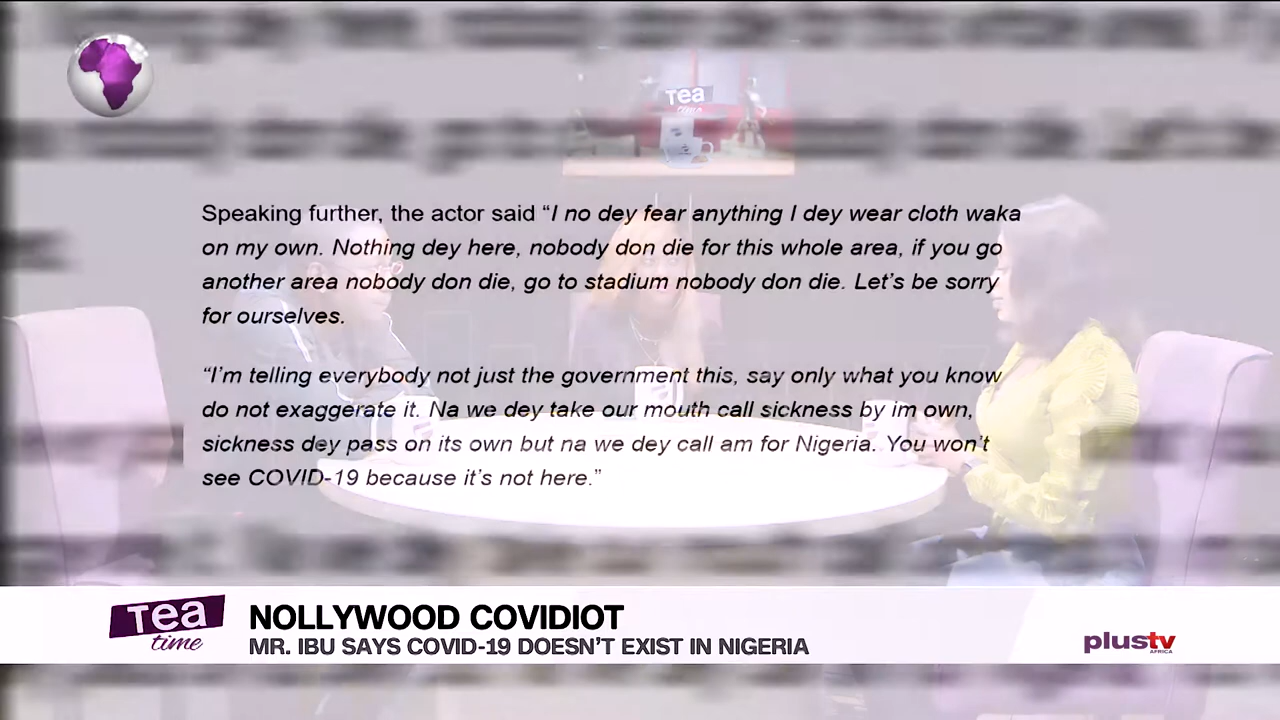 Tea
time
Speaking further, the actor said “I no dey fear anything I dey wear cloth waka
on my own. Nothing dey here, nobody don die for this whole area, if you go
another area nobody don die, go to stadium nobody don die. Let’s be sorry
for ourselves.
“I’m telling everybody not just the government this, say only what you know
do not exaggerate it. Na we dey take our mouth call sickness by im own,
sickness dey pass on its own but na we dey call am for Nigeria. You won’t
see COVID-19 because it’s not here.”
Tea
time
NOLLYWOOD COVIDIOT
MR. IBU SAYS COVID-19 DOESN’T EXIST IN NIGERIA
plustv
AFRICA